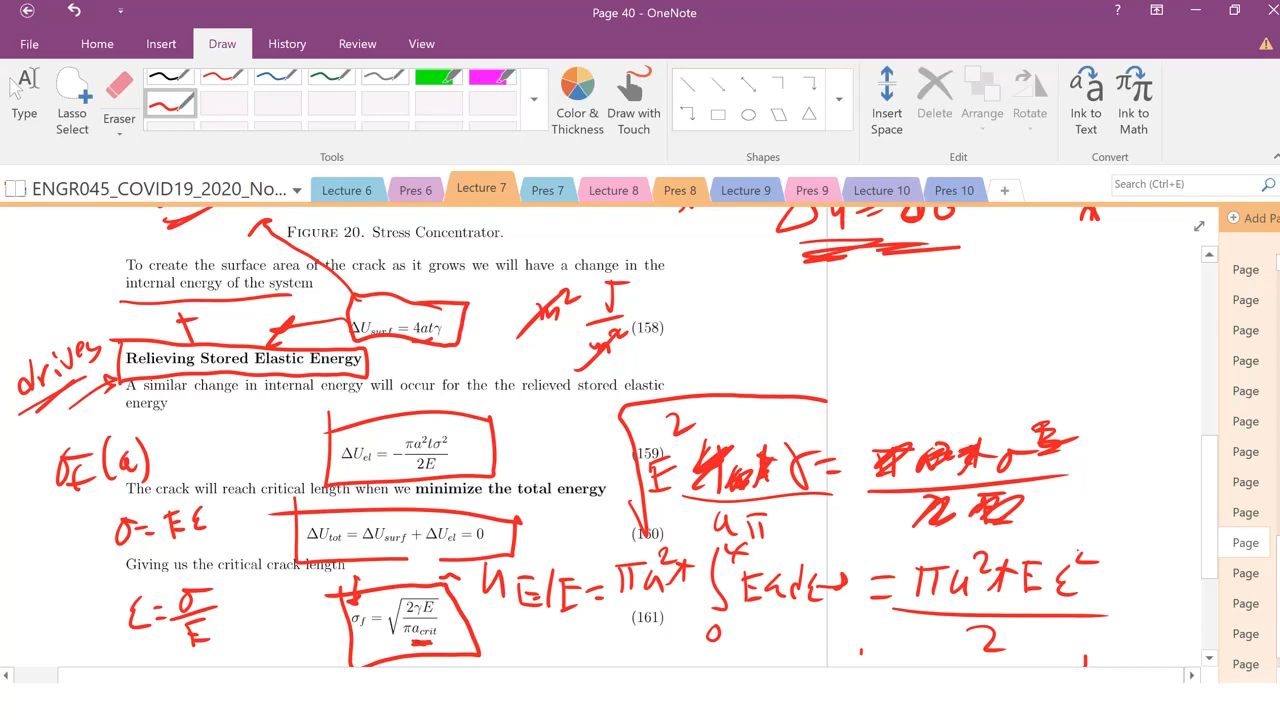 Page 40 - OneNote
?
File Home Insert Draw History Review View
Type
Lasso Select
Eraser
Color & Thickness
Draw with Touch
Insert Space
Delete
Arrange
Rotate
Ink to Text
Ink to Math
Tools
Shapes
Edit
Convert
ENGR045_COVID19_2020_No...
Lecture 6 Pres 6 Lecture 7 Pres 7 Lecture 8 Pres 8 Lecture 9 Pres 9 Lecture 10 Pres 10 +
Search (Ctrl+E)
Add Pa
FIGURE 20. Stress Concentrator.
To create the surface area of the crack as it grows we will have a change in the
internal energy of the system
ΔU_surf = 4atγ (158)
m² J/m²
drives
Relieving Stored Elastic Energy
A similar change in internal energy will occur for the the relieved stored elastic
energy
ΔU_el = −πa²tσ²/2E (159)
σ_F(a)
The crack will reach critical length when we minimize the total energy
σ = Eε
ΔU_tot = ΔU_surf + ΔU_el = 0 (160)
Giving us the critical crack length
ε = σ/E
σ_f = √(2γE/πa_crit) (161)
= πa²tEε²/2
Page
Page
Page
Page
Page
Page
Page
Page
Page
Page
Page
Page
Page
Page